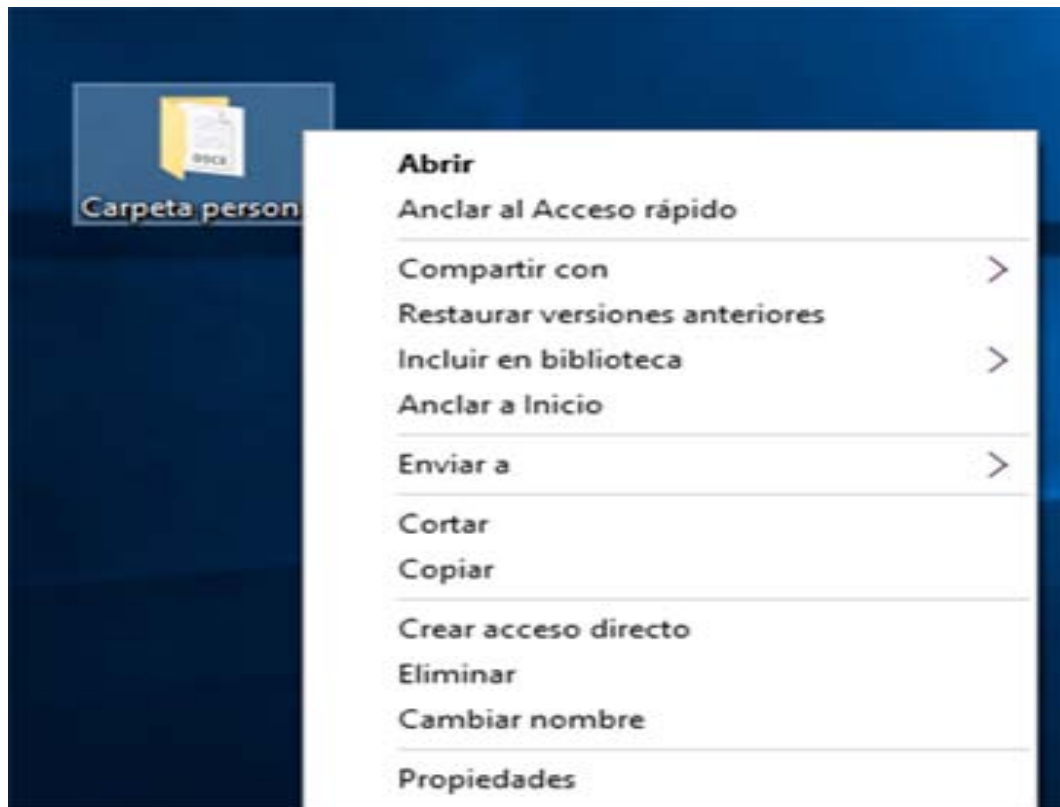 DOCX
Carpeta person
Abrir
Anclar al Acceso rápido
Compartir con
Restaurar versiones anteriores
Incluir en biblioteca
Anclar a Inicio
Enviar a
Cortar
Copiar
Crear acceso directo
Eliminar
Cambiar nombre
Propiedades